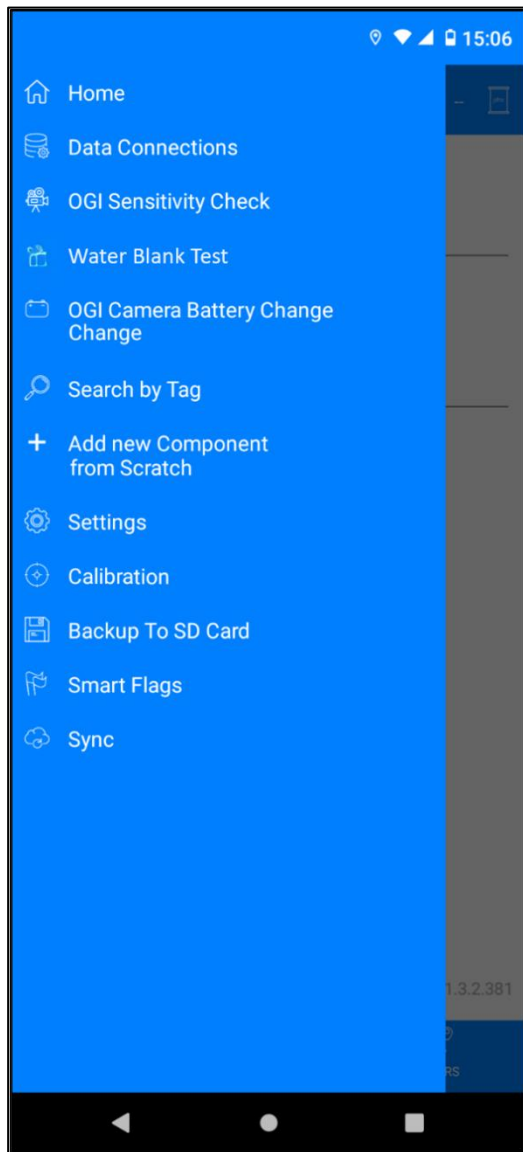 15:06
Home
Data Connections
OGI Sensitivity Check
Water Blank Test
OGI Camera Battery Change
Change
Search by Tag
Add new Component
from Scratch
Settings
Calibration
Backup To SD Card
Smart Flags
Sync
1.3.2.381
RS